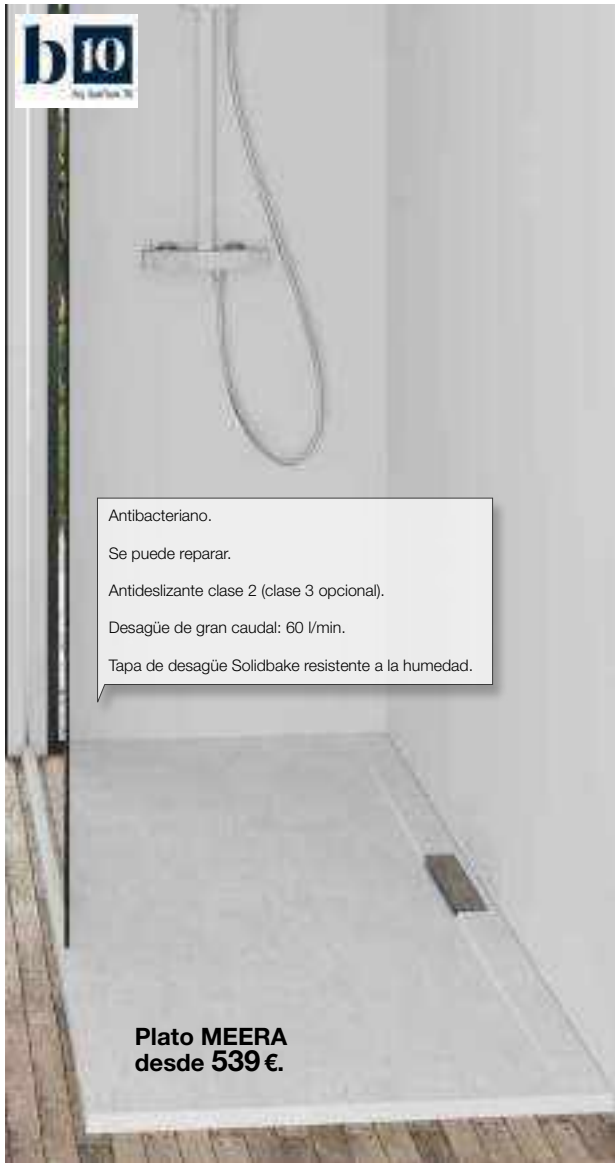 b10
Antibacteriano.
Se puede reparar.
Antideslizante clase 2 (clase 3 opcional).
Desagüe de gran caudal: 60 l/min.
Tapa de desagüe Solidbake resistente a la humedad.
Plato MEERA
desde 539 €.